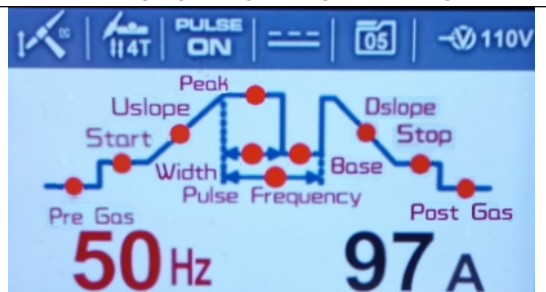 DC 4T PULSE ON 05 110V
Peak
Uslope Dslope
Start Stop
Width Base
Pulse Frequency
Pre Gas Post Gas
50 Hz 97 A